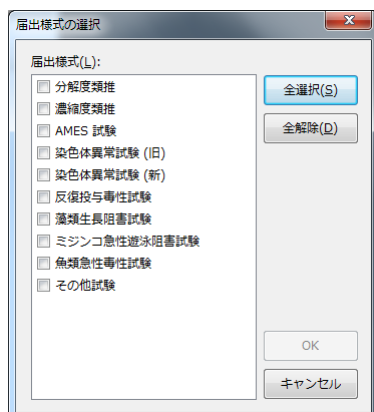 届出様式の選択
届出様式(L):
分解度類推
濃縮度類推
AMES 試験
染色体異常試験 (旧)
染色体異常試験 (新)
反復投与毒性試験
藻類生長阻害試験
ミジンコ急性遊泳阻害試験
魚類急性毒性試験
その他試験
全選択(S)
全解除(D)
OK
キャンセル